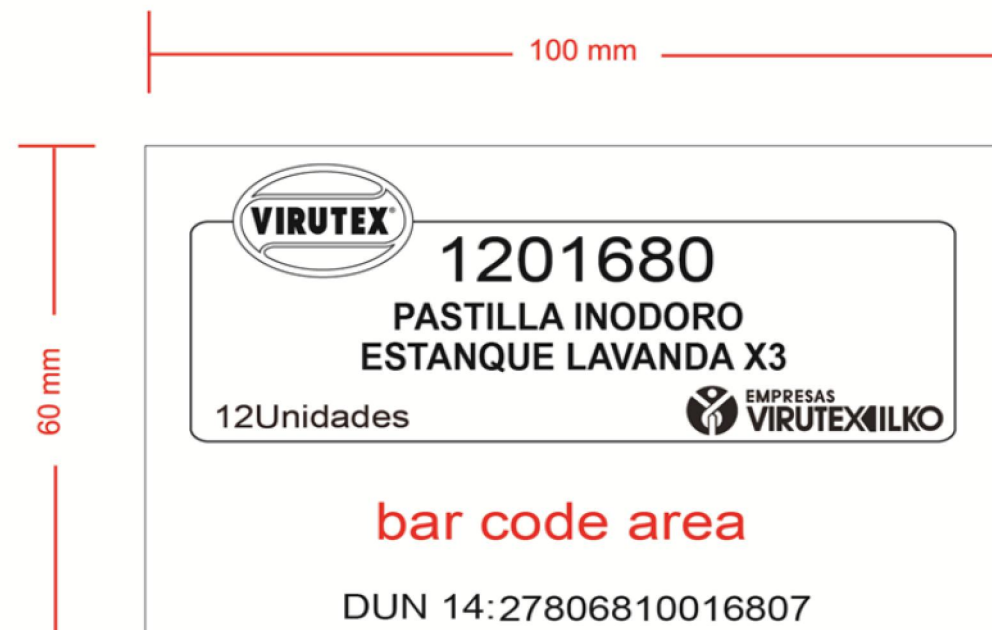 100 mm
60 mm
VIRUTEX®
1201680
PASTILLA INODORO
ESTANQUE LAVANDA X3
12Unidades
EMPRESAS
VIRUTEX ILKO
bar code area
DUN 14:27806810016807